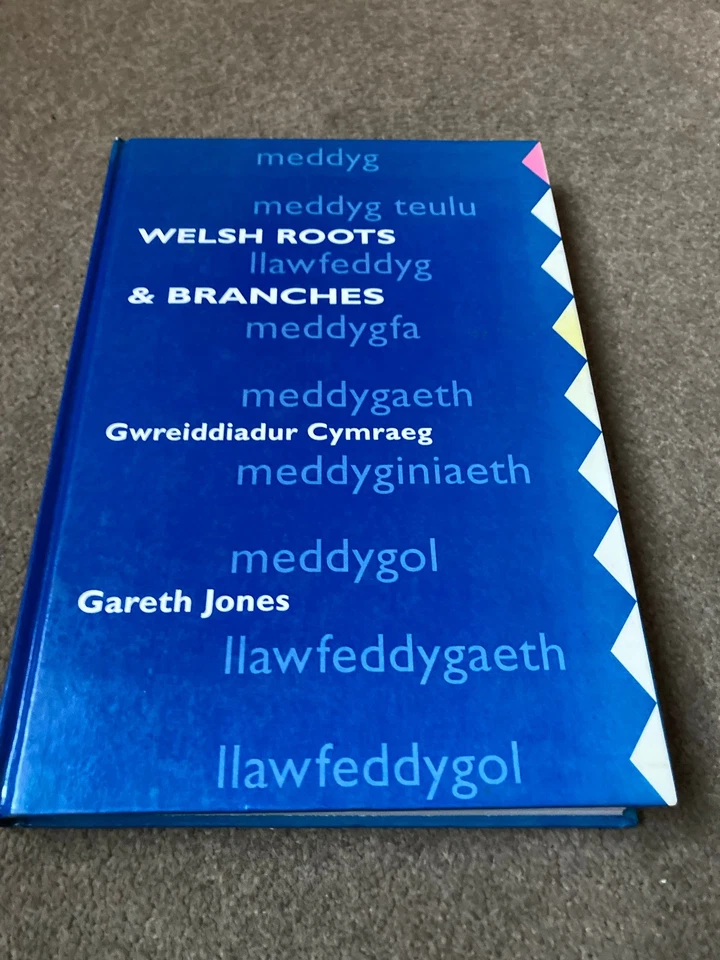 meddyg
meddyg teulu
WELSH ROOTS
llawfeddyg
& BRANCHES
meddygfa
meddygaeth
Gwreiddiadur Cymraeg
meddyginiaeth
meddygol
Gareth Jones
llawfeddygaeth
llawfeddygol